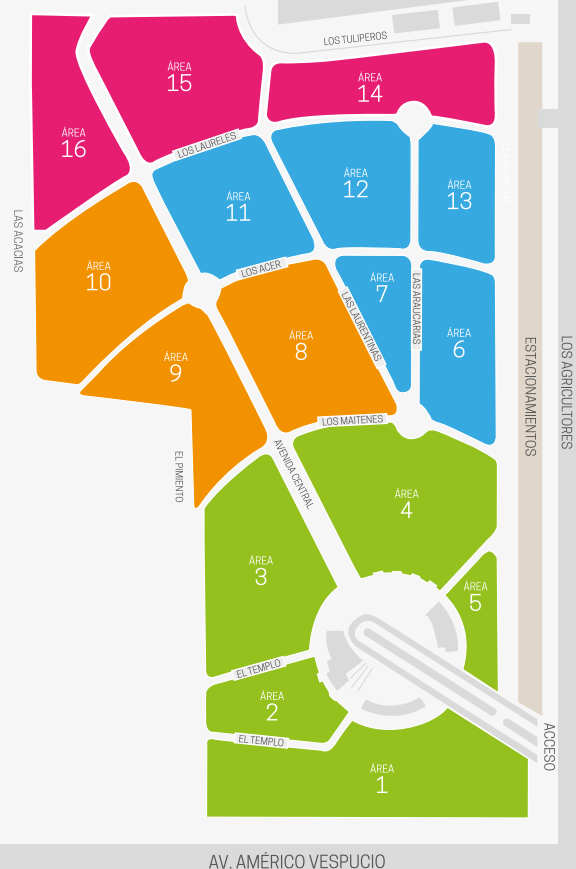 LOS TULIPEROS
ÁREA
15
ÁREA
14
ÁREA
16
LOS LAURELES
ÁREA
12
ÁREA
13
ÁREA
11
LAS ACACIAS
ÁREA
10
LOS ACER
ÁREA
7
LAS LAURENTINAS
LAS ARAUCARIAS
ÁREA
6
ÁREA
8
ÁREA
9
ESTACIONAMIENTOS
LOS AGRICULTORES
LOS MAITENES
EL PIMIENTO
AVENIDA CENTRAL
ÁREA
4
ÁREA
3
ÁREA
5
EL TEMPLO
ÁREA
2
EL TEMPLO
ACCESO
ÁREA
1
AV. AMÉRICO VESPUCIO